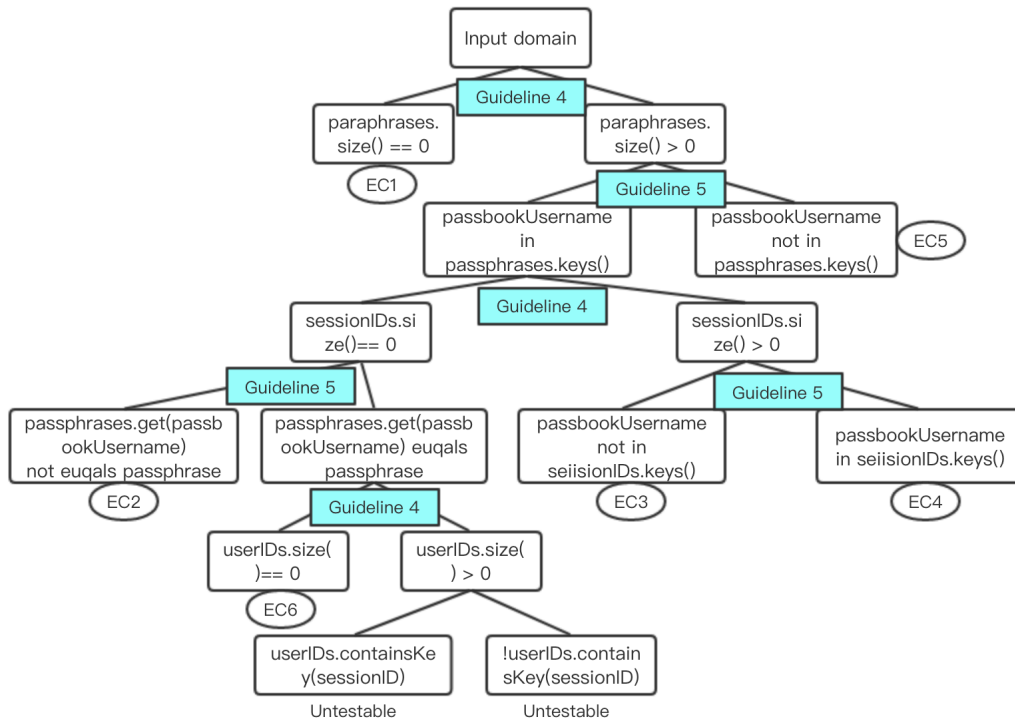 Input domain
Guideline 4
paraphrases.
size() == 0
paraphrases.
size() > 0
EC1
Guideline 5
passbookUsername
in
passphrases.keys()
passbookUsername
not in
passphrases.keys()
EC5
Guideline 4
sessionIDs.si
ze()== 0
sessionIDs.si
ze() > 0
Guideline 5
Guideline 5
passphrases.get(passb
ookUsername)
not euqals passphrase
passphrases.get(passb
ookUsername) euqals
passphrase
passbookUsername
not in
seiisionIDs.keys()
passbookUsername
in seiisionIDs.keys()
EC2
Guideline 4
EC3
EC4
userIDs.size(
)== 0
userIDs.size(
) > 0
EC6
userIDs.containsKe
y(sessionID)
!userIDs.contain
sKey(sessionID)
Untestable
Untestable